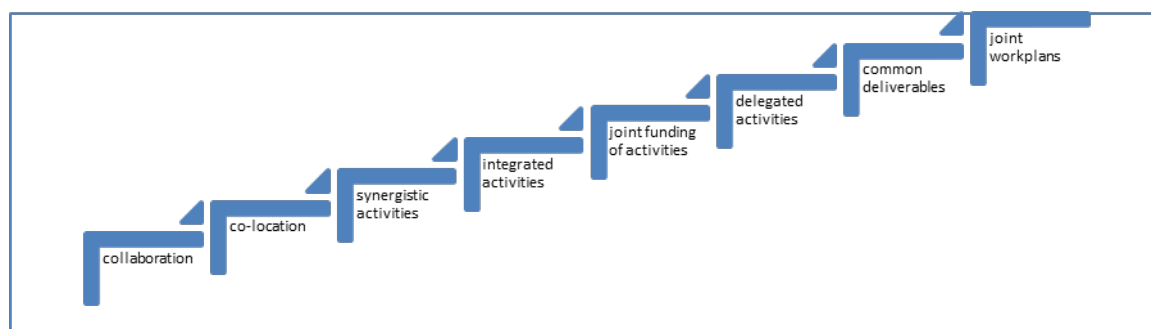 collaboration
co-location
synergistic
activities
integrated
activities
joint funding
of activities
delegated
activities
common
deliverables
joint
workplans